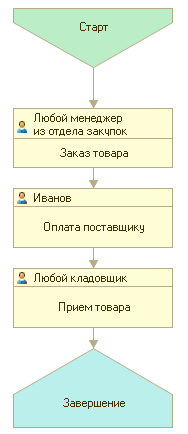 Старт
Любой менеджер
из отдела закупок
Заказ товара
Иванов
Оплата поставщику
Любой кладовщик
Прием товара
Завершение